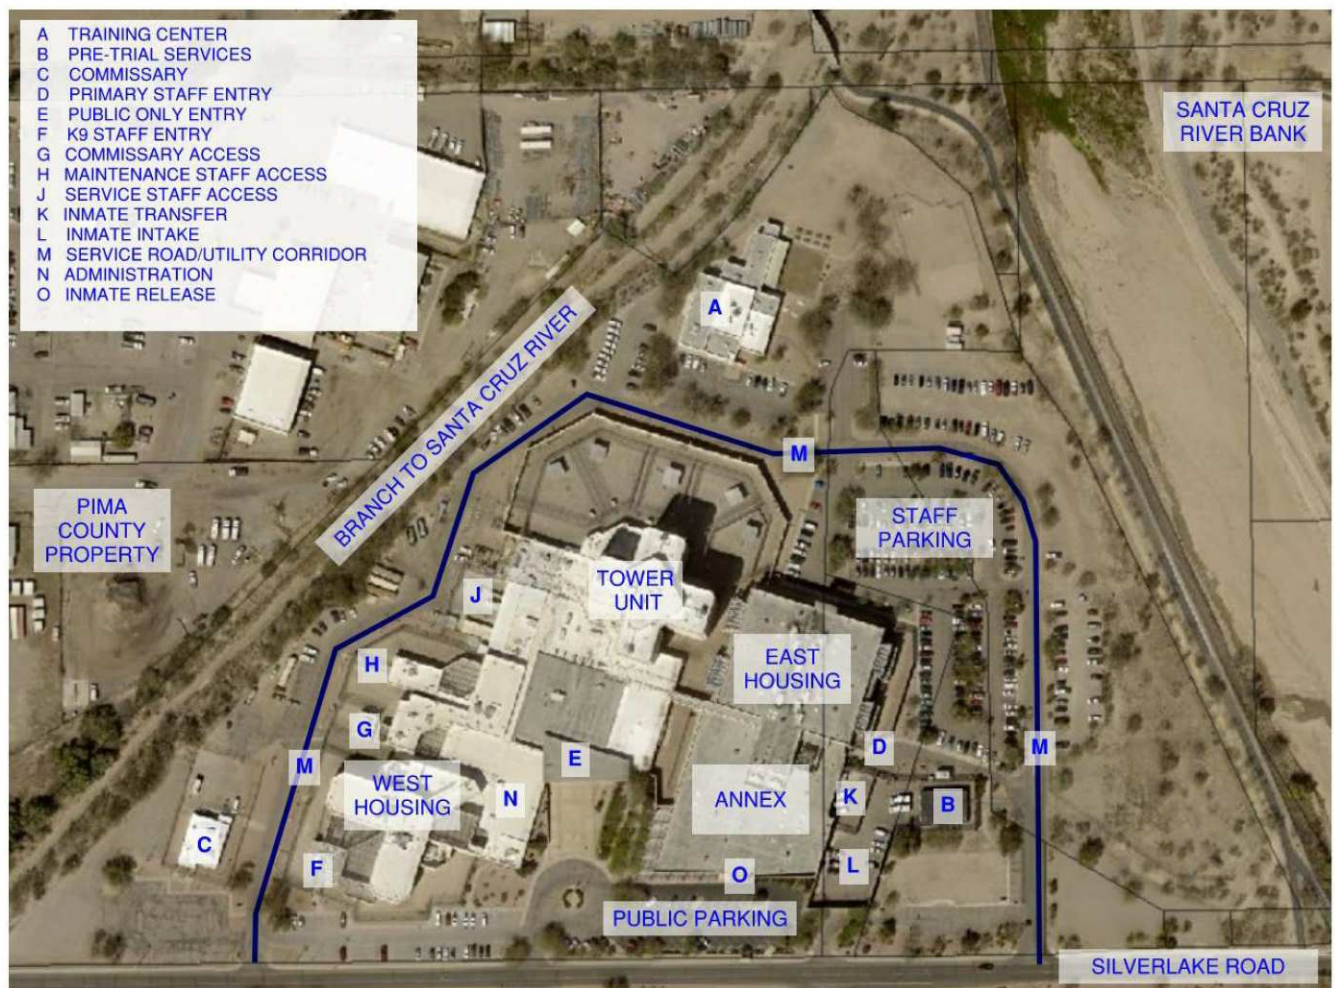 A TRAINING CENTER
B PRE-TRIAL SERVICES
C COMMISSARY
D PRIMARY STAFF ENTRY
E PUBLIC ONLY ENTRY
F K9 STAFF ENTRY
G COMMISSARY ACCESS
H MAINTENANCE STAFF ACCESS
J SERVICE STAFF ACCESS
K INMATE TRANSFER
L INMATE INTAKE
M SERVICE ROAD/UTILITY CORRIDOR
N ADMINISTRATION
O INMATE RELEASE
SANTA CRUZ
RIVER BANK
A
BRANCH TO SANTA CRUZ RIVER
M
PIMA
COUNTY
PROPERTY
STAFF
PARKING
TOWER
UNIT
J
EAST
HOUSING
H
G
D
M
E
M
WEST
HOUSING
N
ANNEX
K
B
C
F
O
L
PUBLIC PARKING
SILVERLAKE ROAD